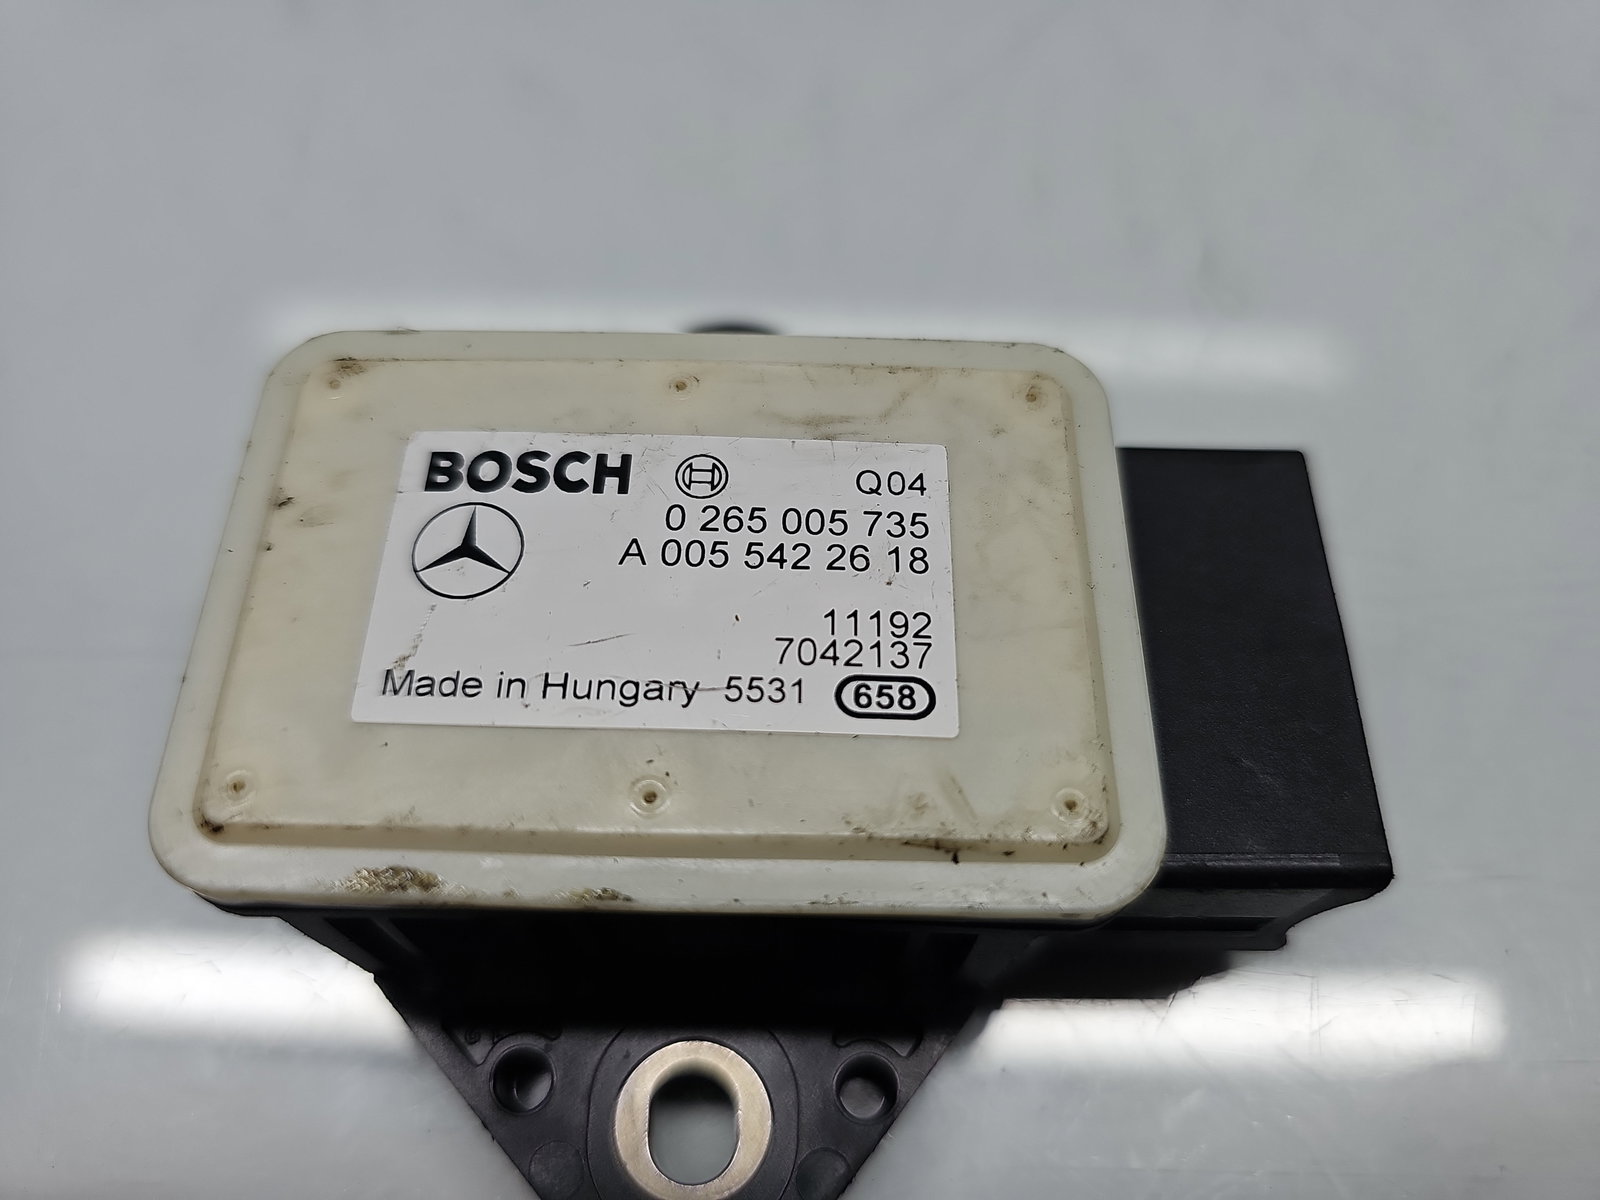 BOSCH Q04
0 265 005 735
A 005 542 26 18
11192
7042137
Made in Hungary 5531 658